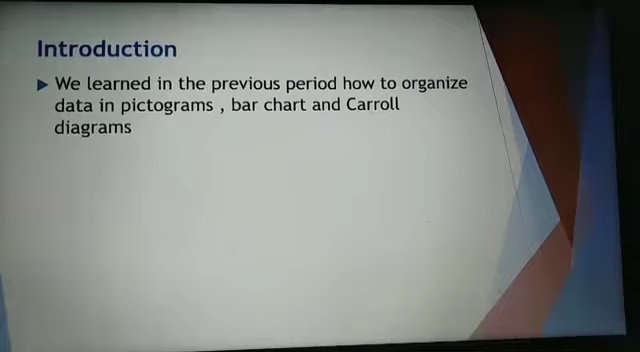 Introduction
We learned in the previous period how to organize
data in pictograms , bar chart and Carroll
diagrams